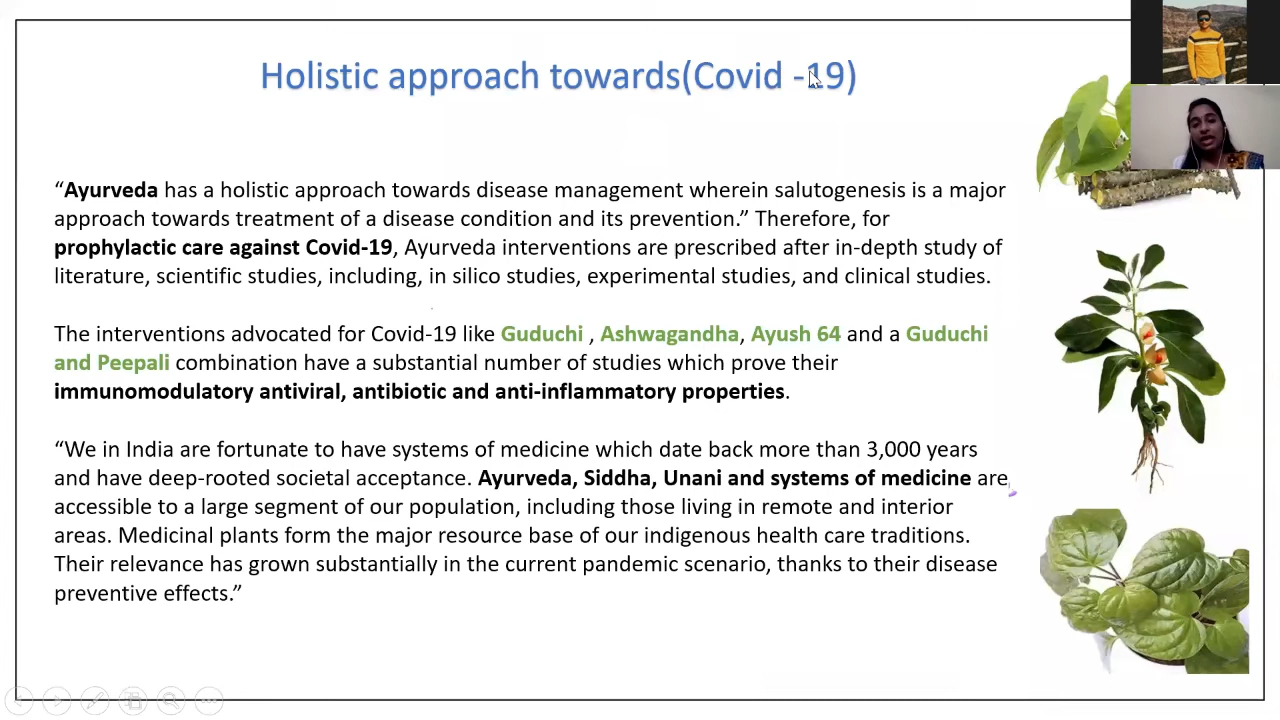 Holistic approach towards(Covid -19)
“Ayurveda has a holistic approach towards disease management wherein salutogenesis is a major
approach towards treatment of a disease condition and its prevention.” Therefore, for
prophylactic care against Covid-19, Ayurveda interventions are prescribed after in-depth study of
literature, scientific studies, including, in silico studies, experimental studies, and clinical studies.
The interventions advocated for Covid-19 like Guduchi , Ashwagandha, Ayush 64 and a Guduchi
and Peepali combination have a substantial number of studies which prove their
immunomodulatory antiviral, antibiotic and anti-inflammatory properties.
“We in India are fortunate to have systems of medicine which date back more than 3,000 years
and have deep-rooted societal acceptance. Ayurveda, Siddha, Unani and systems of medicine are
accessible to a large segment of our population, including those living in remote and interior
areas. Medicinal plants form the major resource base of our indigenous health care traditions.
Their relevance has grown substantially in the current pandemic scenario, thanks to their disease
preventive effects.”